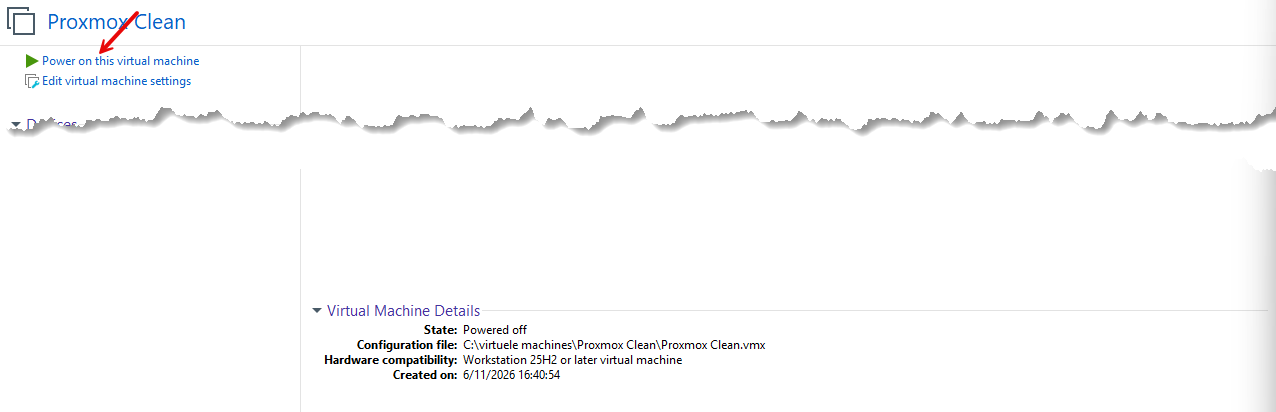 Proxmox Clean
Power on this virtual machine
Edit virtual machine settings
Virtual Machine Details
State: Powered off
Configuration file: C:\virtuele machines\Proxmox Clean\Proxmox Clean.vmx
Hardware compatibility: Workstation 25H2 or later virtual machine
Created on: 6/11/2026 16:40:54